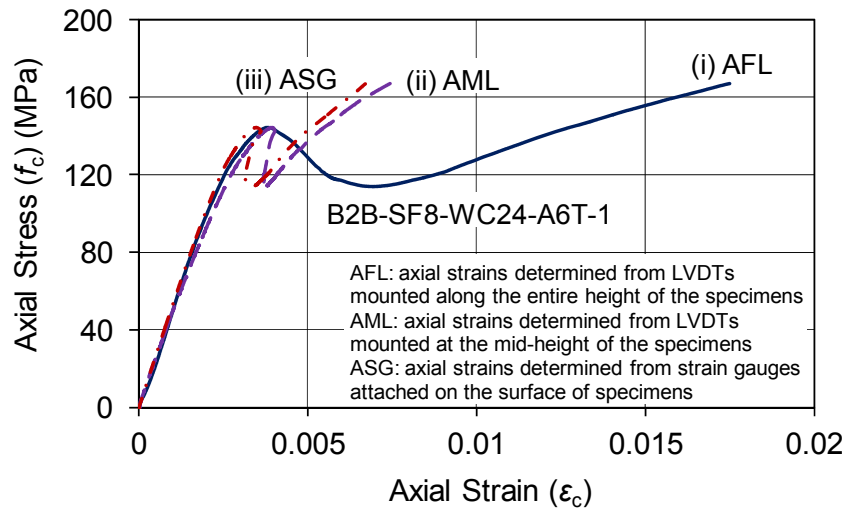 200
160
120
80
40
0
Axial Stress (fc) (MPa)
(iii) ASG
(ii) AML
(i) AFL
B2B-SF8-WC24-A6T-1
AFL: axial strains determined from LVDTs
mounted along the entire height of the specimens
AML: axial strains determined from LVDTs
mounted at the mid-height of the specimens
ASG: axial strains determined from strain gauges
attached on the surface of specimens
0
0.005
0.01
0.015
0.02
Axial Strain (εc)